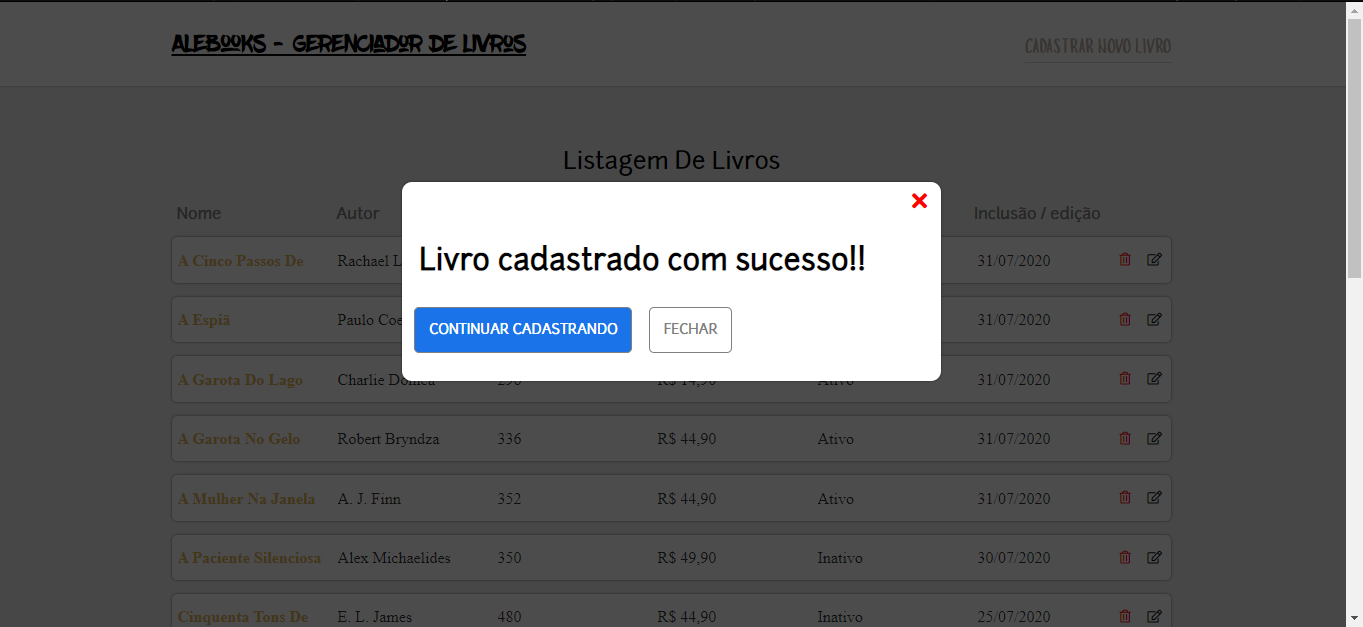 ALEBOOKS - GERENCIADOR DE LIVROS
CADASTRAR NOVO LIVRO
Listagem De Livros
Nome Autor Inclusão / edição
A Cinco Passos De Rachael 31/07/2020
Livro cadastrado com sucesso!!
A Espiã Paulo 31/07/2020
CONTINUAR CADASTRANDO FECHAR
A Garota Do Lago Charlie Donlea 290 R$ 14,90 Ativo 31/07/2020
A Garota No Gelo Robert Bryndza 336 R$ 44,90 Ativo 31/07/2020
A Mulher Na Janela A. J. Finn 352 R$ 44,90 Ativo 31/07/2020
A Paciente Silenciosa Alex Michaelides 350 R$ 49,90 Inativo 30/07/2020
Cinquenta Tons De E. L. James 480 R$ 44,90 Inativo 25/07/2020